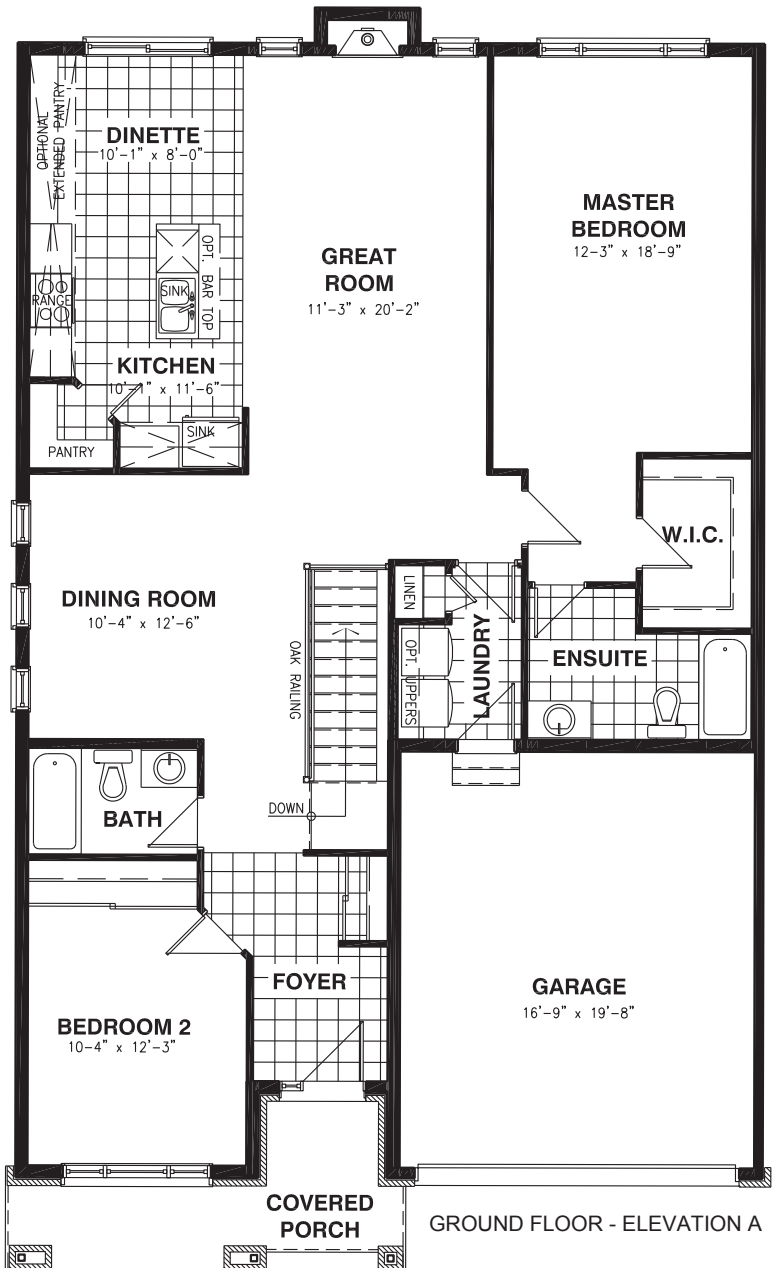 DINETTE
10'-1" x 8'-0"
OPTIONAL
EXTENDED PANTRY
MASTER
BEDROOM
12-3" x 18'-9"
GREAT
ROOM
11'-3" x 20'-2"
OPT. BAR TOP
SINK
RANGE
KITCHEN
10'-1" x 11'-6"
SINK
PANTRY
W.I.C.
DINING ROOM
10'-4" x 12'-6"
OAK RAILING
LINEN
LAUNDRY
OPT. UPPERS
ENSUITE
DOWN
BATH
FOYER
GARAGE
16'-9" x 19'-8"
BEDROOM 2
10-4" x 12'-3"
COVERED
PORCH
GROUND FLOOR - ELEVATION A